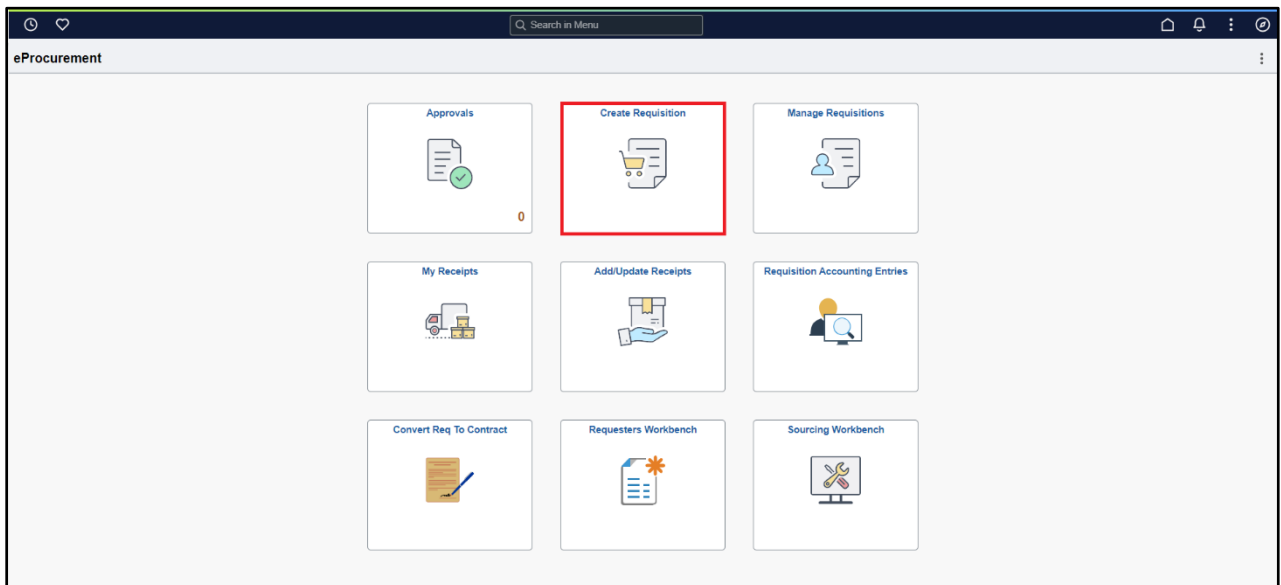 Search in Menu
eProcurement
Approvals
Create Requisition
Manage Requisitions
0
My Receipts
Add/Update Receipts
Requisition Accounting Entries
Convert Req To Contract
Requesters Workbench
Sourcing Workbench